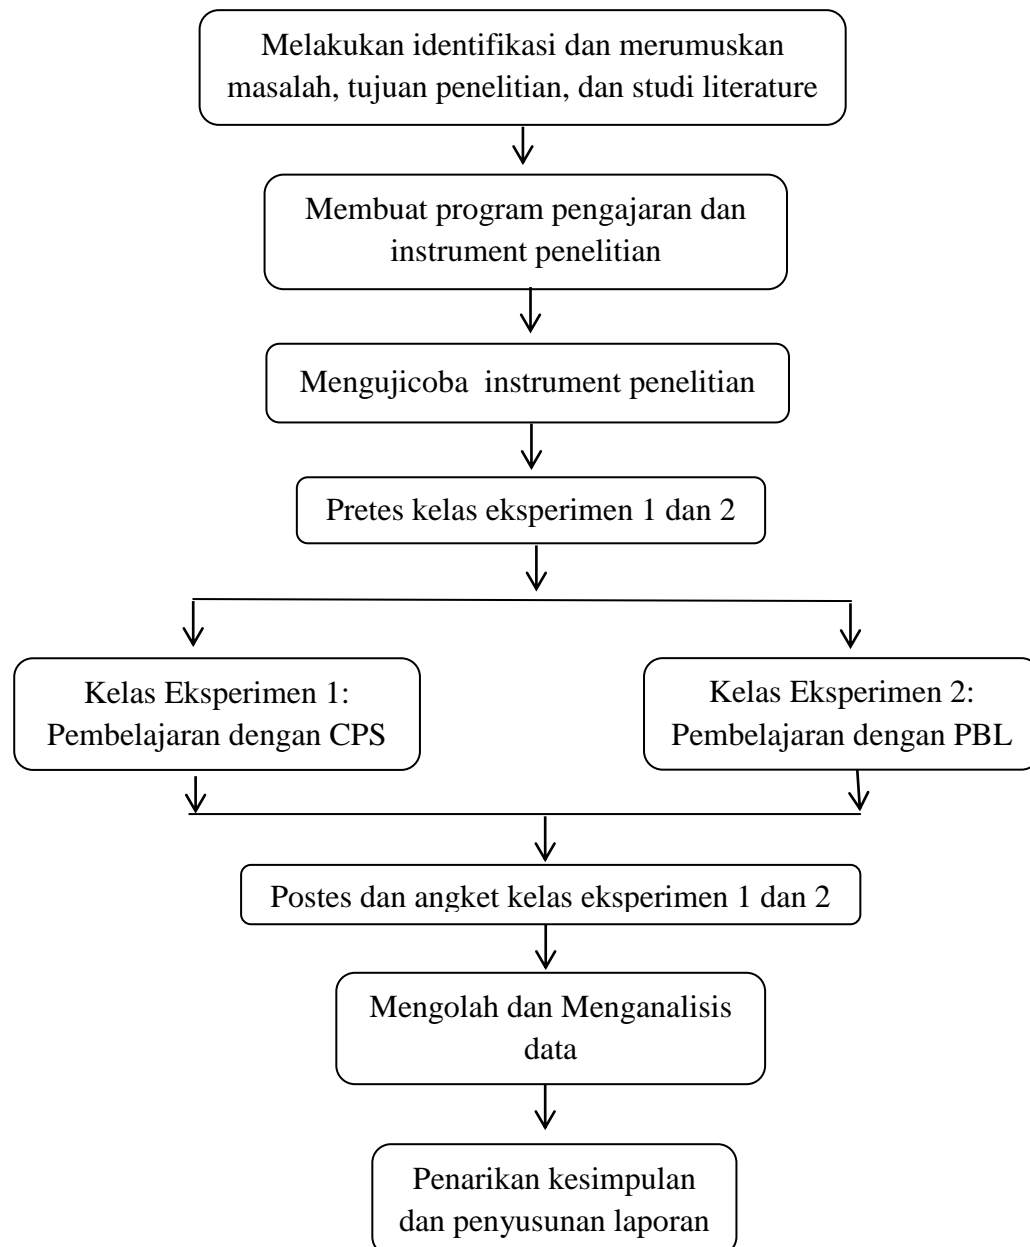 Melakukan identifikasi dan merumuskan
masalah, tujuan penelitian, dan studi literature
Membuat program pengajaran dan
instrument penelitian
Mengujicoba  instrument penelitian
Pretes kelas eksperimen 1 dan 2
Kelas Eksperimen 1:
Pembelajaran dengan CPS
Kelas Eksperimen 2:
Pembelajaran dengan PBL
Postes dan angket kelas eksperimen 1 dan 2
Mengolah dan Menganalisis
data
Penarikan kesimpulan
dan penyusunan laporan